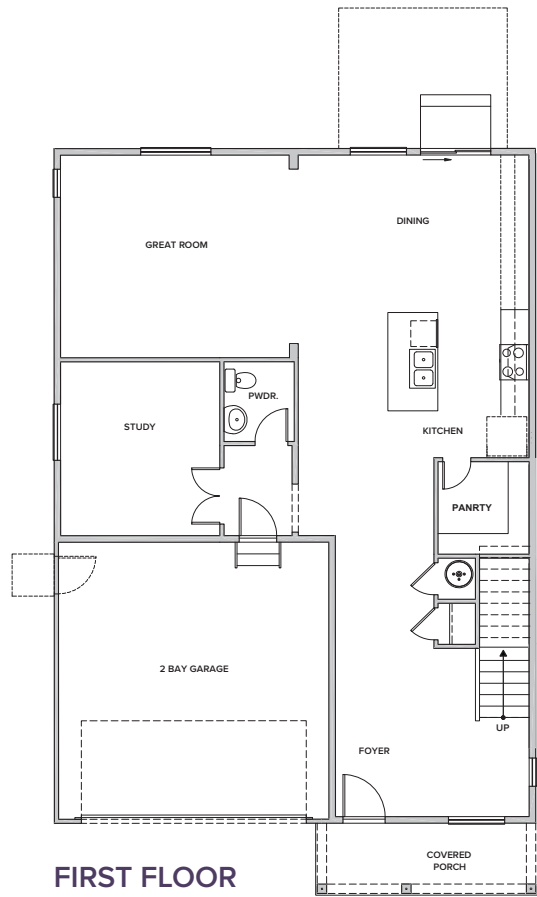 DINING
GREAT ROOM
PWDR.
STUDY
KITCHEN
PANRTY
2 BAY GARAGE
UP
FOYER
COVERED
PORCH
FIRST FLOOR